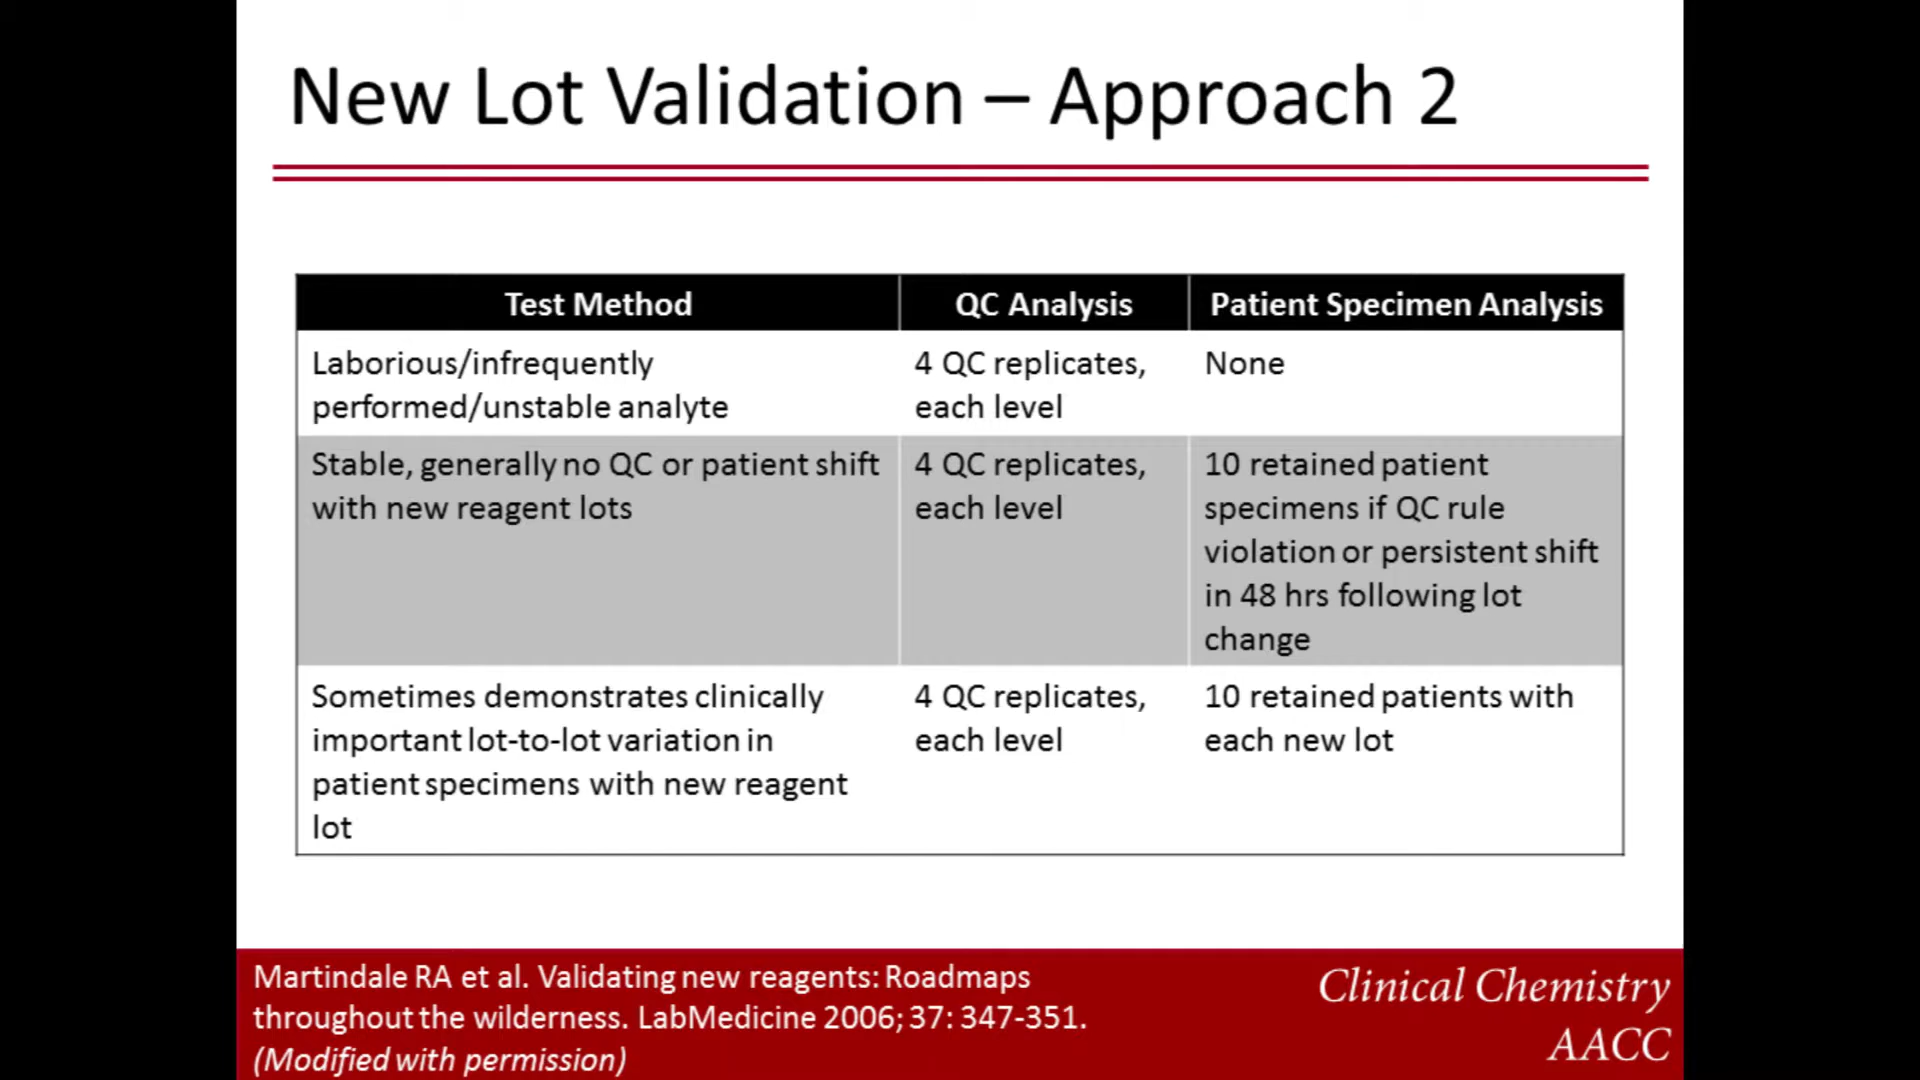 New Lot Validation – Approach 2
Test Method
QC Analysis
Patient Specimen Analysis
Laborious/infrequently
performed/unstable analyte
4 QC replicates,
each level
None
Stable, generally no QC or patient shift
with new reagent lots
4 QC replicates,
each level
10 retained patient
specimens if QC rule
violation or persistent shift
in 48 hrs following lot
change
Sometimes demonstrates clinically
important lot-to-lot variation in
patient specimens with new reagent
lot
4 QC replicates,
each level
10 retained patients with
each new lot
Martindale RA et al. Validating new reagents: Roadmaps
throughout the wilderness. LabMedicine 2006; 37: 347-351.
(Modified with permission)
Clinical Chemistry
AACC